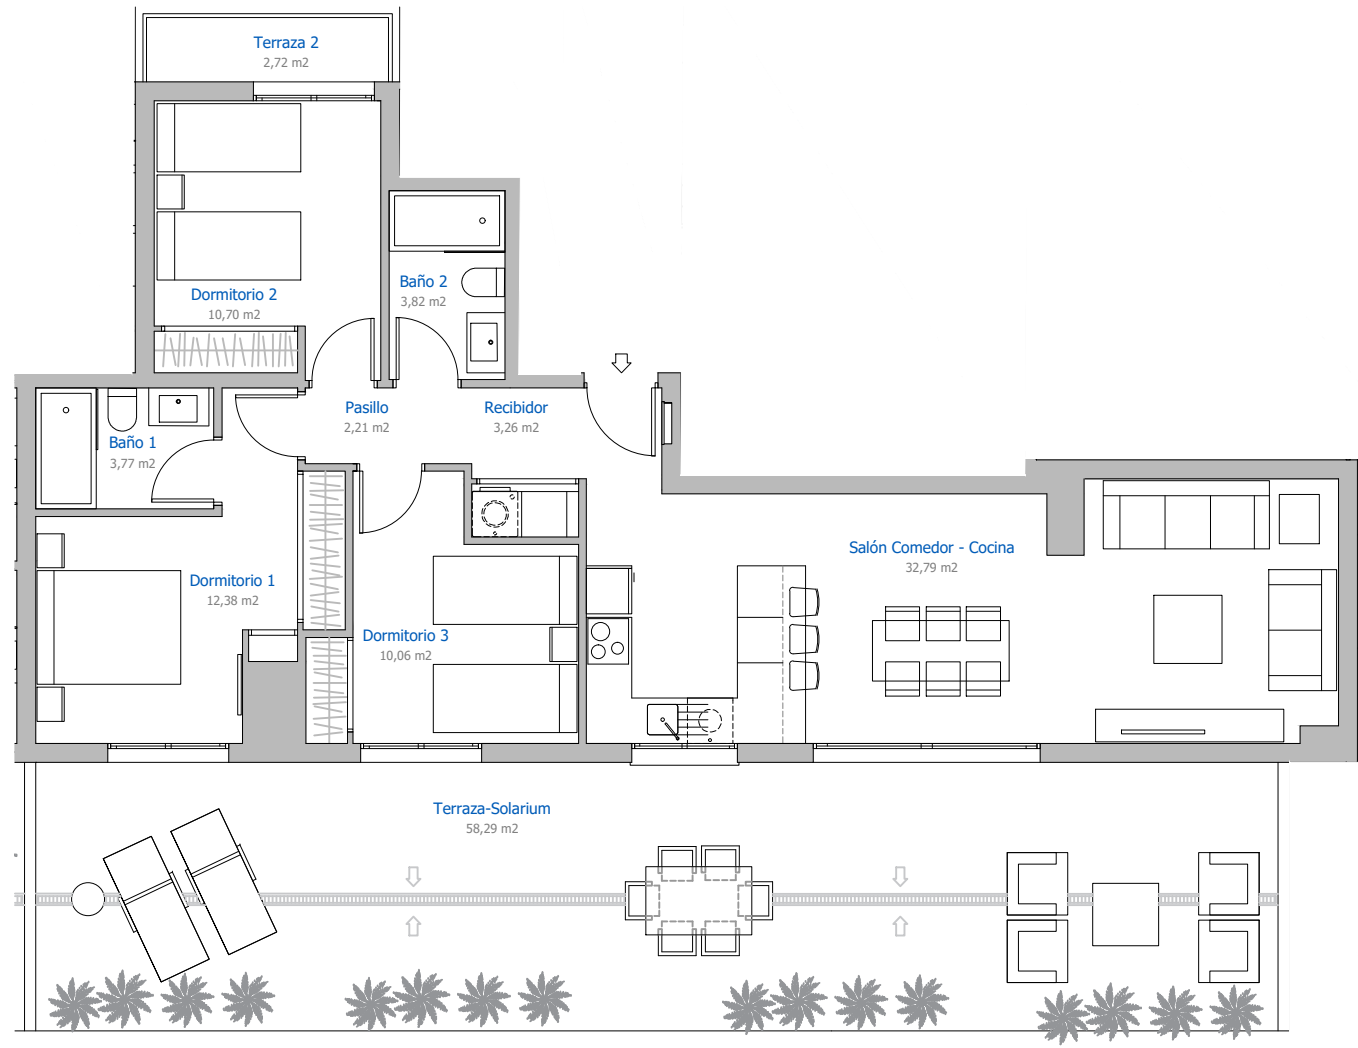 Terraza 2
2,72 m2
Baño 2
3,82 m2
Dormitorio 2
10,70 m2
Pasillo
2,21 m2
Recibidor
3,26 m2
Baño 1
3,77 m2
Salón Comedor - Cocina
32,79 m2
Dormitorio 1
12,38 m2
Dormitorio 3
10,06 m2
Terraza-Solarium
58,29 m2